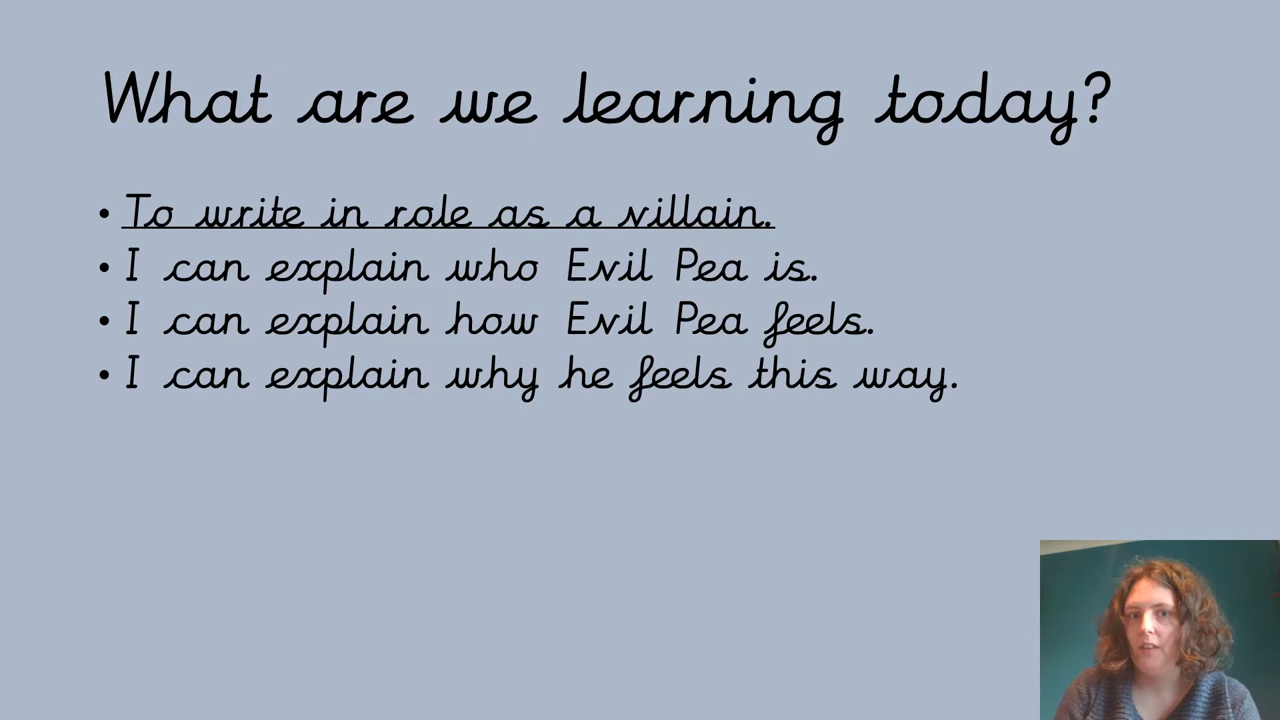 What are we learning today?
• To write in role as a villain.
• I can explain who Evil Pea is.
• I can explain how Evil Pea feels.
• I can explain why he feels this way.